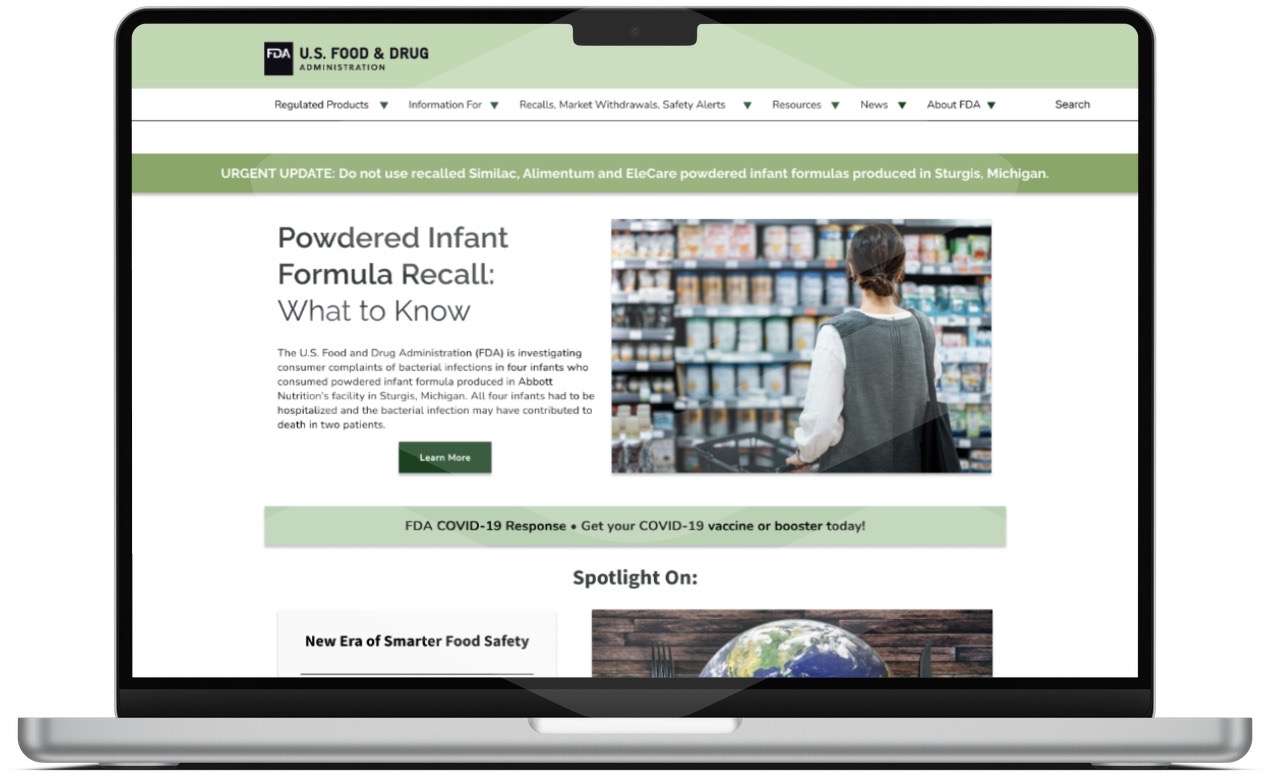 FDA U.S. FOOD & DRUG
ADMINISTRATION
Regulated Products Information For Recalls, Market Withdrawals, Safety Alerts Resources News About FDA Search
URGENT UPDATE: Do not use recalled Similac, Alimentum and EleCare powdered infant formulas produced in Sturgis, Michigan.
Powdered Infant
Formula Recall:
What to Know
The U.S. Food and Drug Administration (FDA) is investigating
consumer complaints of bacterial infections in four infants who
consumed powdered infant formula produced in Abbott
Nutrition's facility in Sturgis, Michigan. All four infants had to be
hospitalized and the bacterial infection may have contributed to
death in two patients.
Learn More
FDA COVID-19 Response • Get your COVID-19 vaccine or booster today!
Spotlight On:
New Era of Smarter Food Safety